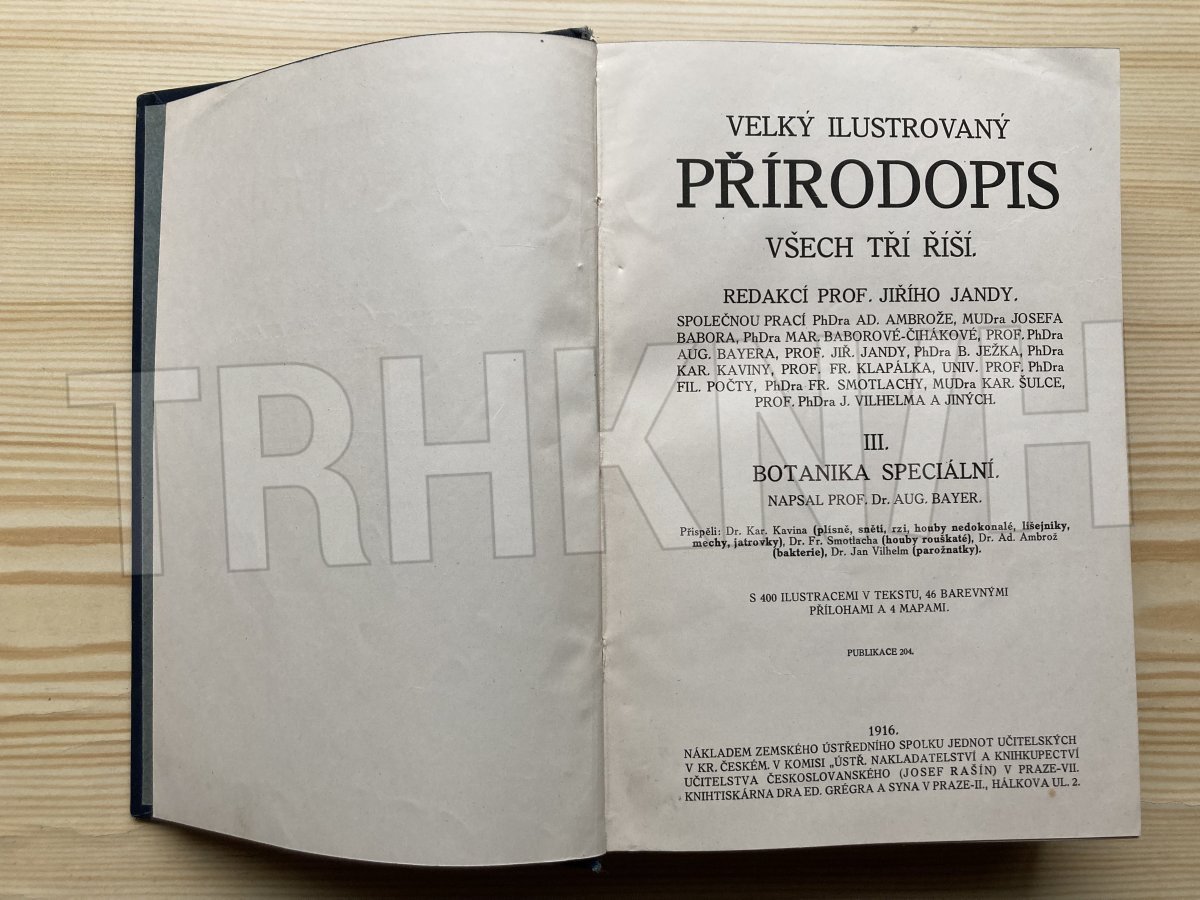 VELKÝ ILUSTROVANÝ
PŘÍRODOPIS
VŠECH TŘÍ ŘÍŠÍ.
REDAKCÍ PROF. JIŘÍHO JANDY.
SPOLEČNOU PRACÍ PhDra AD. AMBROŽE, MUDra JOSEFA
BABORA, PhDra MAR. BABOROVÉ-ČIHÁKOVÉ, PROF. PhDra
AUG. BAYERA, PROF. JIŘ. JANDY, PhDra B. JEŽKA, PhDra
KAR. KAVINY, PROF. FR. KLAPÁLKA, UNIV. PROF. PhDra
FIL. POČTY, PhDra FR. SMOTLACHY, MUDra KAR. ŠULCE,
PROF. PhDra J. VILHELMA A JINÝCH.
III.
BOTANIKA SPECIÁLNÍ.
NAPSAL PROF. Dr. AUG. BAYER.
Přispěli: Dr. Kar. Kavina (plísně, sněti, rzi, houby nedokonalé, lišejníky,
mechy, jatrovky), Dr. Fr. Smotlacha (houby rouškaté), Dr. Ad. Ambrož
(bakterie), Dr. Jan Vilhelm (parožnatky).
S 400 ILUSTRACEMI V TEKSTU, 46 BAREVNÝMI
PŘÍLOHAMI A 4 MAPAMI.
PUBLIKACE 204.
1916.
NÁKLADEM ZEMSKÉHO ÚSTŘEDNÍHO SPOLKU JEDNOT UČITELSKÝCH
V KR. ČESKÉM. V KOMISI „ÚSTŘ. NAKLADATELSTVÍ A KNIHKUPECTVÍ
UČITELSTVA ČESKOSLOVANSKÉHO (JOSEF RAŠÍN) V PRAZE-VII.
KNIHTISKÁRNA DRA ED. GRÉGRA A SYNA V PRAZE-II., HÁLKOVA UL. 2.
TRHKNIH